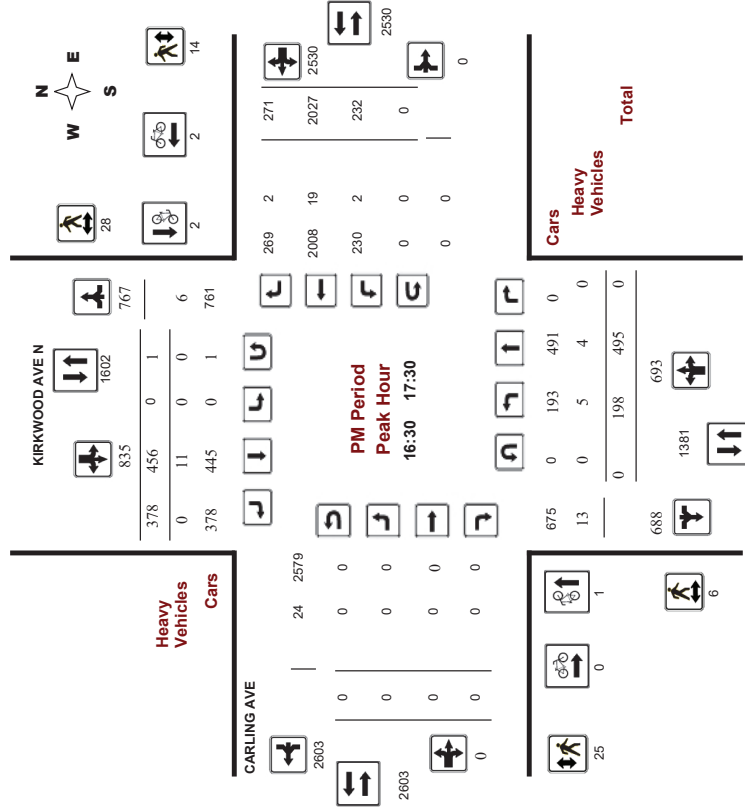 N
W E
S
28
14
2
2
KIRKWOOD AVE N
835
1602
767
378 456 0 1
0 11 0 0 6
378 445 0 1 761
Heavy
Vehicles
Cars
2530
2530
0
269 2 271
2008 19 2027
230 2 232
0 0 0
0 0
PM Period
Peak Hour
16:30 17:30
CARLING AVE
2603
2603
0
24 2579
0 0 0
0 0 0
0 0 0
0 0 0
675 0 193 491 0 Cars
13 0 5 4 0 Heavy
Vehicles
0 198 495 0 Total
688
1381
693
25
0
1
6